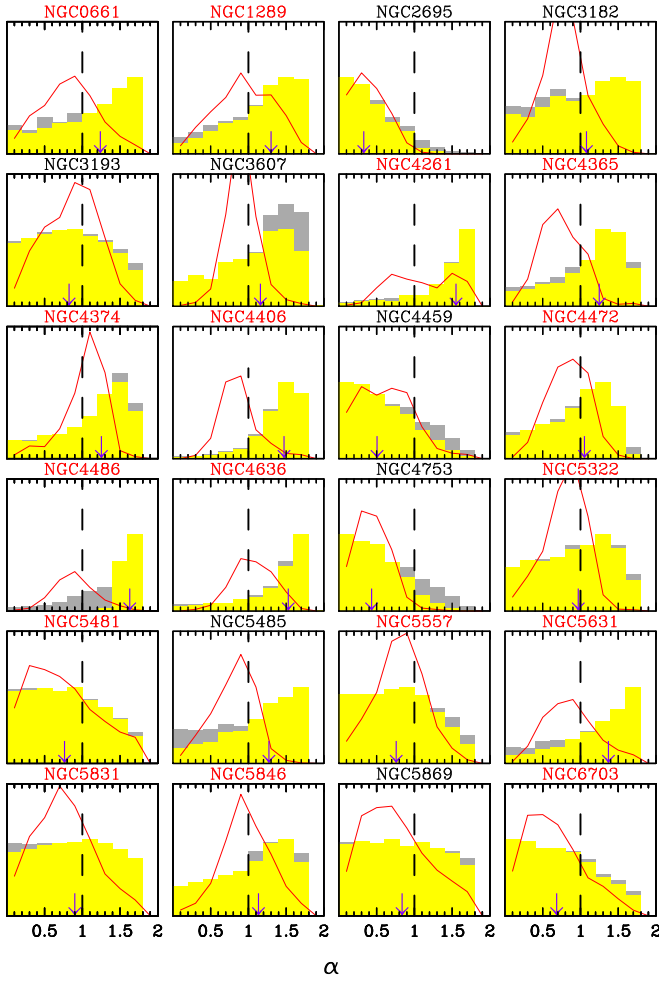 NGC0661 NGC1289 NGC2695 NGC3182
NGC3193 NGC3607 NGC4261 NGC4365
NGC4374 NGC4406 NGC4459 NGC4472
NGC4486 NGC4636 NGC4753 NGC5322
NGC5481 NGC5485 NGC5557 NGC5631
NGC5831 NGC5846 NGC5869 NGC6703
0.5 1 1.5 2 0.5 1 1.5 2 0.5 1 1.5 2 0.5 1 1.5 2
α